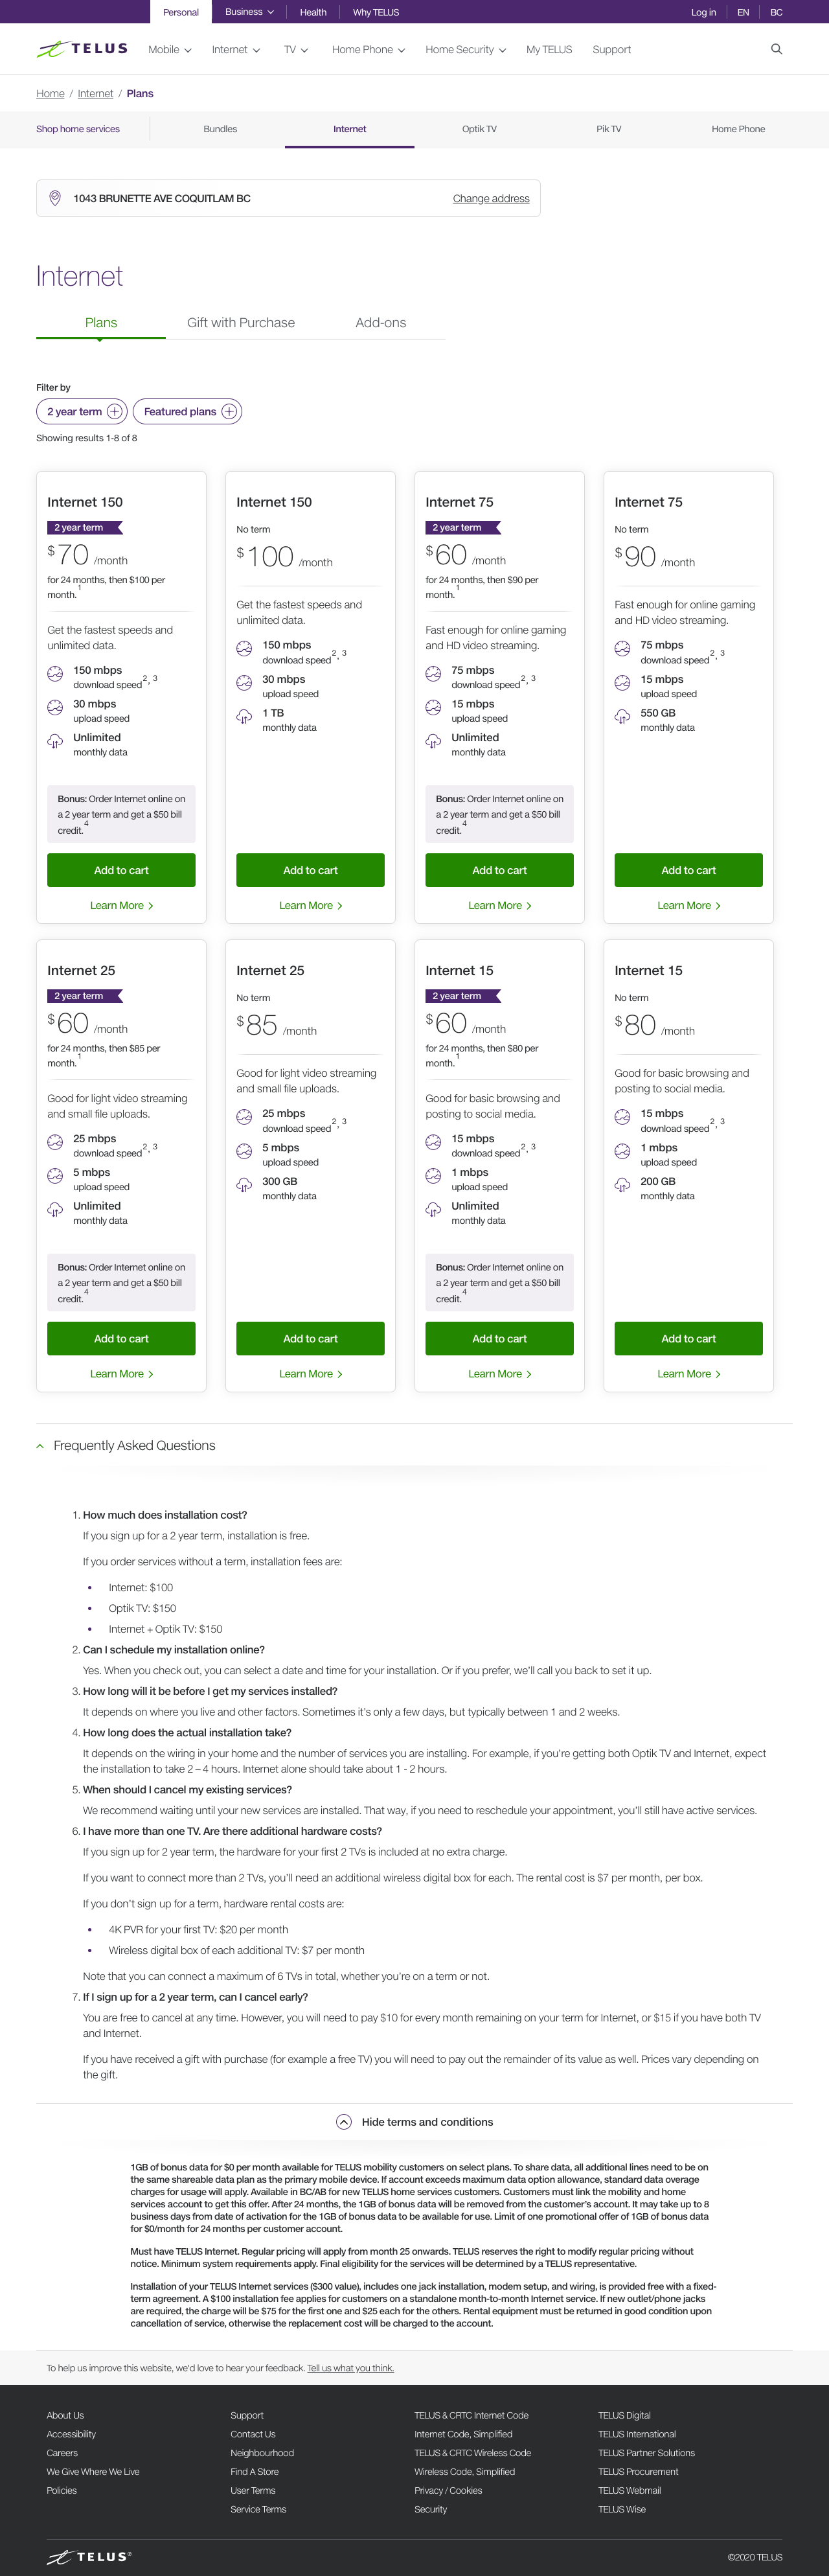 Personal Business Health Why TELUS Log in EN BC
TELUS Mobile Internet TV Home Phone Home Security My TELUS Support
Home / Internet / Plans
Shop home services Bundles Internet Optik TV Pik TV Home Phone
1043 BRUNETTE AVE COQUITLAM BC Change address
Internet
Plans Gift with Purchase Add-ons
Filter by
2 year term Featured plans
Showing results 1-8 of 8
Internet 150
2 year term
$70 /month
for 24 months, then $100 per
month.1
Get the fastest speeds and
unlimited data.
150 mbps
download speed2, 3
30 mbps
upload speed
Unlimited
monthly data
Bonus: Order Internet online on
a 2 year term and get a $50 bill
credit.4
Add to cart
Learn More
Internet 150
No term
$100 /month
Get the fastest speeds and
unlimited data.
150 mbps
download speed2, 3
30 mbps
upload speed
1 TB
monthly data
Add to cart
Learn More
Internet 75
2 year term
$60 /month
for 24 months, then $90 per
month.1
Fast enough for online gaming
and HD video streaming.
75 mbps
download speed2, 3
15 mbps
upload speed
Unlimited
monthly data
Bonus: Order Internet online on
a 2 year term and get a $50 bill
credit.4
Add to cart
Learn More
Internet 75
No term
$90 /month
Fast enough for online gaming
and HD video streaming.
75 mbps
download speed2, 3
15 mbps
upload speed
550 GB
monthly data
Add to cart
Learn More
Internet 25
2 year term
$60 /month
for 24 months, then $85 per
month.1
Good for light video streaming
and small file uploads.
25 mbps
download speed2, 3
5 mbps
upload speed
Unlimited
monthly data
Bonus: Order Internet online on
a 2 year term and get a $50 bill
credit.4
Add to cart
Learn More
Internet 25
No term
$85 /month
Good for light video streaming
and small file uploads.
25 mbps
download speed2, 3
5 mbps
upload speed
300 GB
monthly data
Add to cart
Learn More
Internet 15
2 year term
$60 /month
for 24 months, then $80 per
month.1
Good for basic browsing and
posting to social media.
15 mbps
download speed2, 3
1 mbps
upload speed
Unlimited
monthly data
Bonus: Order Internet online on
a 2 year term and get a $50 bill
credit.4
Add to cart
Learn More
Internet 15
No term
$80 /month
Good for basic browsing and
posting to social media.
15 mbps
download speed2, 3
1 mbps
upload speed
200 GB
monthly data
Add to cart
Learn More
Frequently Asked Questions
1. How much does installation cost?
If you sign up for a 2 year term, installation is free.
If you order services without a term, installation fees are:
• Internet: $100
• Optik TV: $150
• Internet + Optik TV: $150
2. Can I schedule my installation online?
Yes. When you check out, you can select a date and time for your installation. Or if you prefer, we'll call you back to set it up.
3. How long will it be before I get my services installed?
It depends on where you live and other factors. Sometimes it's only a few days, but typically between 1 and 2 weeks.
4. How long does the actual installation take?
It depends on the wiring in your home and the number of services you are installing. For example, if you're getting both Optik TV and Internet, expect
the installation to take 2 – 4 hours. Internet alone should take about 1 - 2 hours.
5. When should I cancel my existing services?
We recommend waiting until your new services are installed. That way, if you need to reschedule your appointment, you'll still have active services.
6. I have more than one TV. Are there additional hardware costs?
If you sign up for 2 year term, the hardware for your first 2 TVs is included at no extra charge.
If you want to connect more than 2 TVs, you'll need an additional wireless digital box for each. The rental cost is $7 per month, per box.
If you don't sign up for a term, hardware rental costs are:
• 4K PVR for your first TV: $20 per month
• Wireless digital box of each additional TV: $7 per month
Note that you can connect a maximum of 6 TVs in total, whether you're on a term or not.
7. If I sign up for a 2 year term, can I cancel early?
You are free to cancel at any time. However, you will need to pay $10 for every month remaining on your term for Internet, or $15 if you have both TV
and Internet.
If you have received a gift with purchase (for example a free TV) you will need to pay out the remainder of its value as well. Prices vary depending on
the gift.
Hide terms and conditions
1GB of bonus data for $0 per month available for TELUS mobility customers on select plans. To share data, all additional lines need to be on
the same shareable data plan as the primary mobile device. If account exceeds maximum data option allowance, standard data overage
charges for usage will apply. Available in BC/AB for new TELUS home services customers. Customers must link the mobility and home
services account to get this offer. After 24 months, the 1GB of bonus data will be removed from the customer's account. It may take up to 8
business days from date of activation for the 1GB of bonus data to be available for use. Limit of one promotional offer of 1GB of bonus data
for $0/month for 24 months per customer account.
Must have TELUS Internet. Regular pricing will apply from month 25 onwards. TELUS reserves the right to modify regular pricing without
notice. Minimum system requirements apply. Final eligibility for the services will be determined by a TELUS representative.
Installation of your TELUS Internet services ($300 value), includes one jack installation, modem setup, and wiring, is provided free with a fixed-
term agreement. A $100 installation fee applies for customers on a standalone month-to-month Internet service. If new outlet/phone jacks
are required, the charge will be $75 for the first one and $25 each for the others. Rental equipment must be returned in good condition upon
cancellation of service, otherwise the replacement cost will be charged to the account.
To help us improve this website, we'd love to hear your feedback. Tell us what you think.
About Us Support TELUS & CRTC Internet Code TELUS Digital
Accessibility Contact Us Internet Code, Simplified TELUS International
Careers Neighbourhood TELUS & CRTC Wireless Code TELUS Partner Solutions
We Give Where We Live Find A Store Wireless Code, Simplified TELUS Procurement
Policies User Terms Privacy / Cookies TELUS Webmail
Service Terms Security TELUS Wise
TELUS® ©2020 TELUS